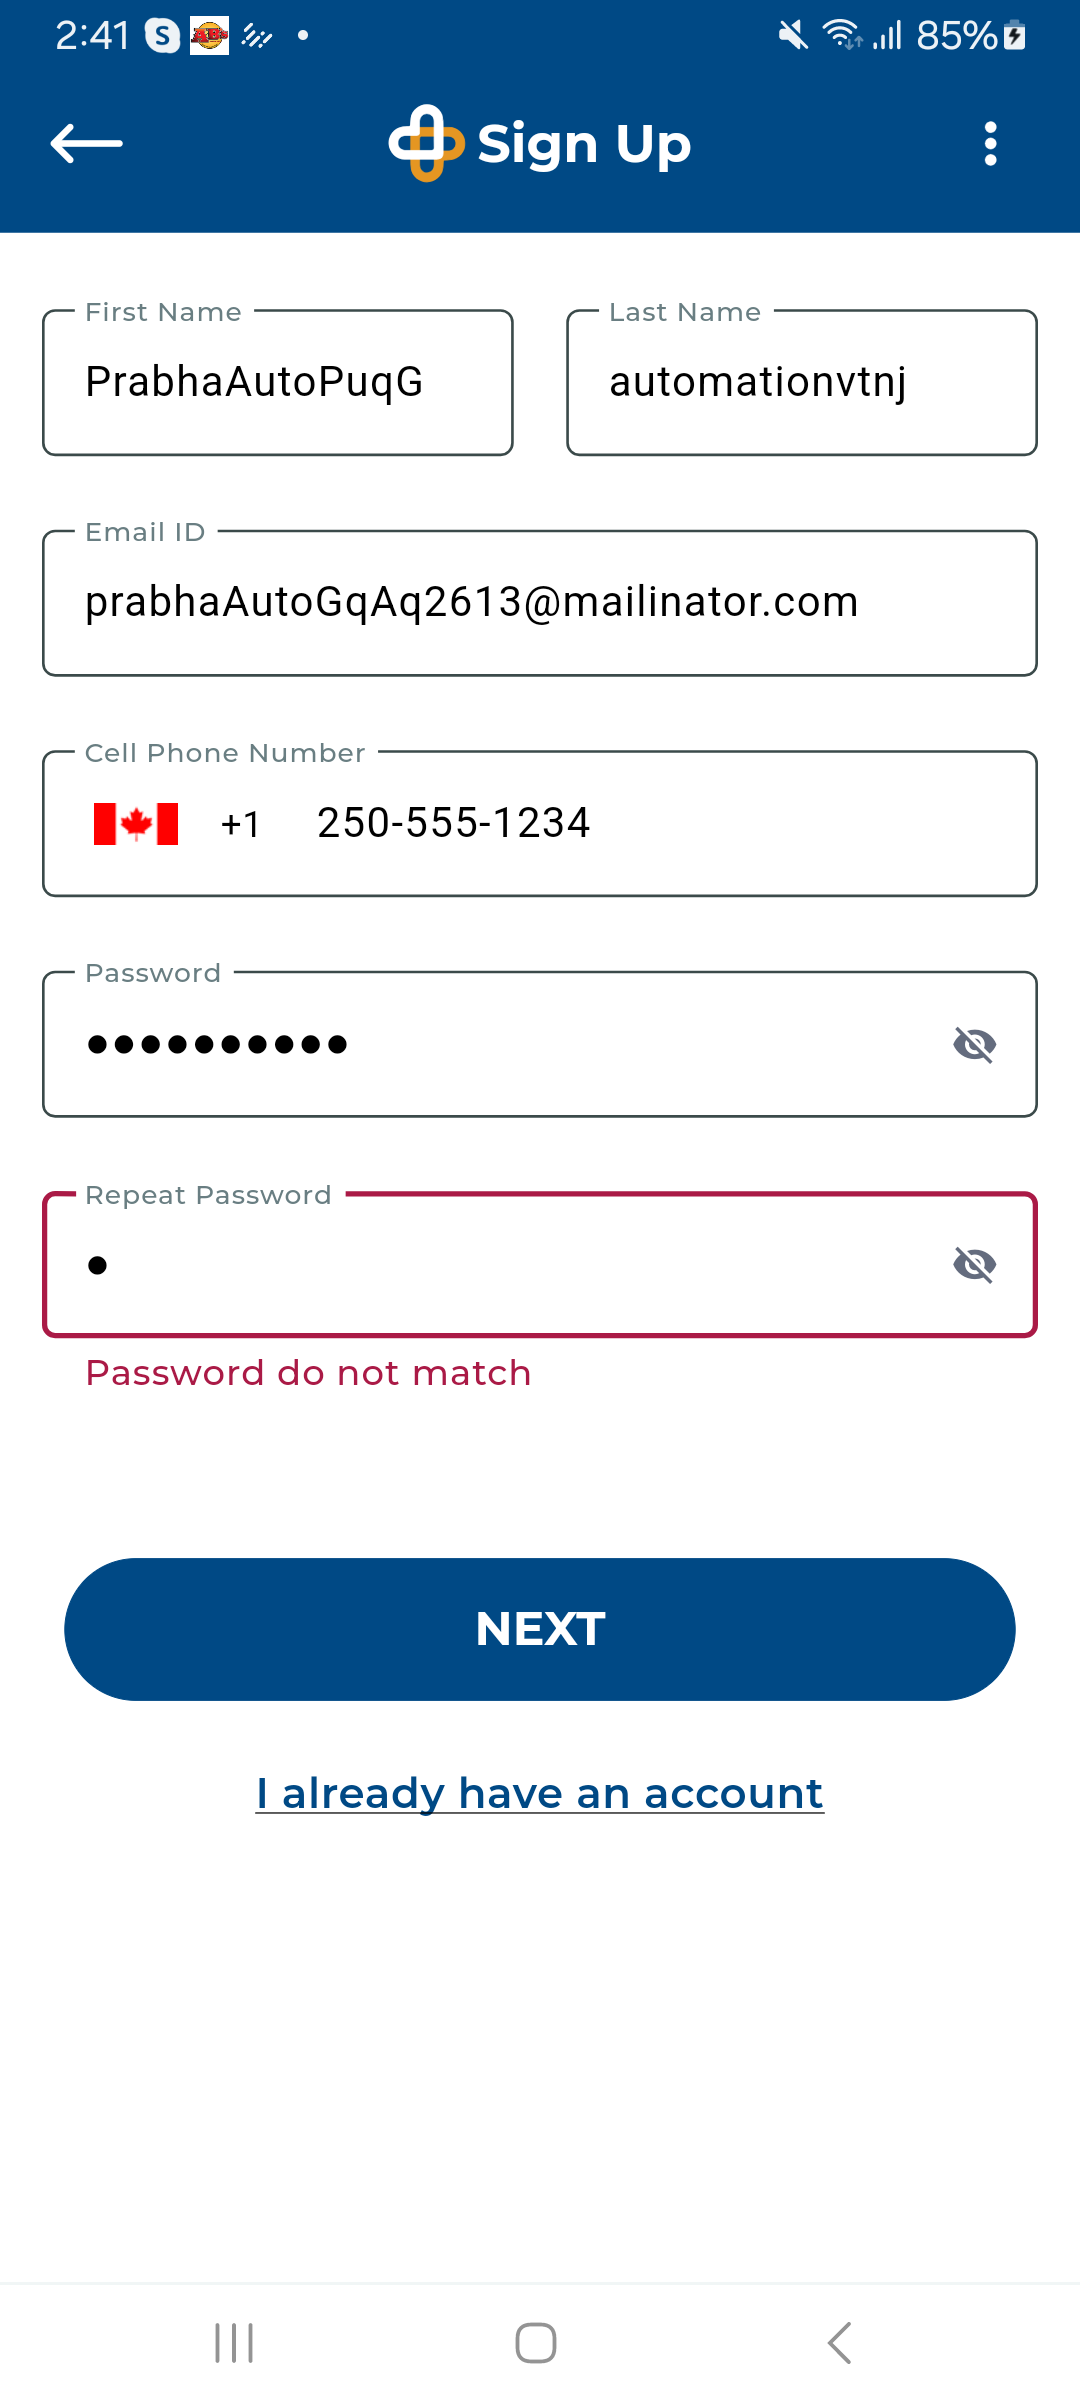 2:41 S 85%
Sign Up
First Name Last Name
PrabhaAutoPuqG automationvtnj
Email ID
prabhaAutoGqAq2613@mailinator.com
Cell Phone Number
+1 250-555-1234
Password
••••••••••
Repeat Password
•
Password do not match
NEXT
I already have an account